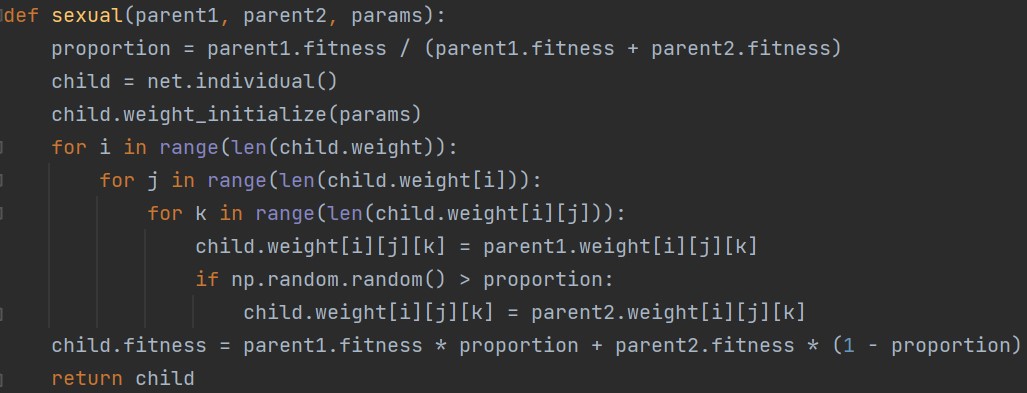 def sexual(parent1, parent2, params):
    proportion = parent1.fitness / (parent1.fitness + parent2.fitness)
    child = net.individual()
    child.weight_initialize(params)
    for i in range(len(child.weight)):
        for j in range(len(child.weight[i])):
            for k in range(len(child.weight[i][j])):
                child.weight[i][j][k] = parent1.weight[i][j][k]
                if np.random.random() > proportion:
                    child.weight[i][j][k] = parent2.weight[i][j][k]
    child.fitness = parent1.fitness * proportion + parent2.fitness * (1 - proportion)
    return child